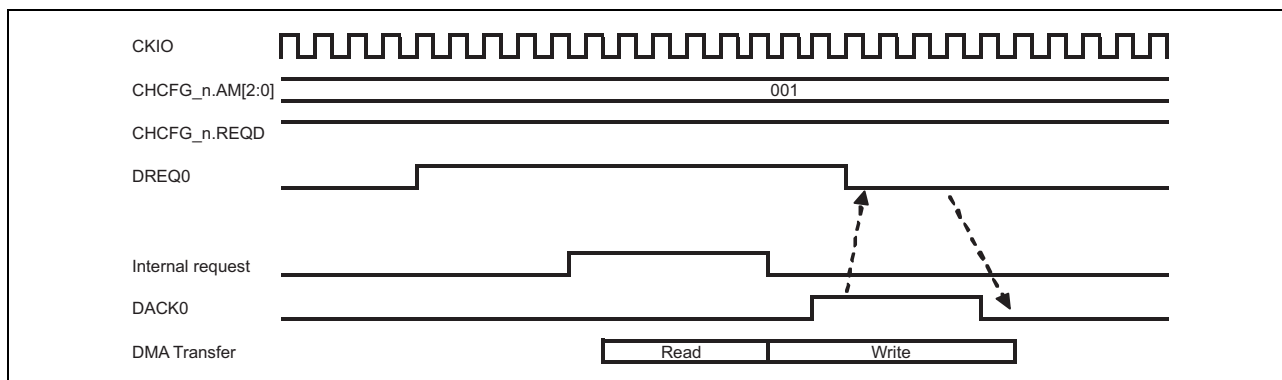 CKIO
CHCFG_n.AM[2:0] 001
CHCFG_n.REQD
DREQ0
Internal request
DACK0
DMA Transfer Read Write